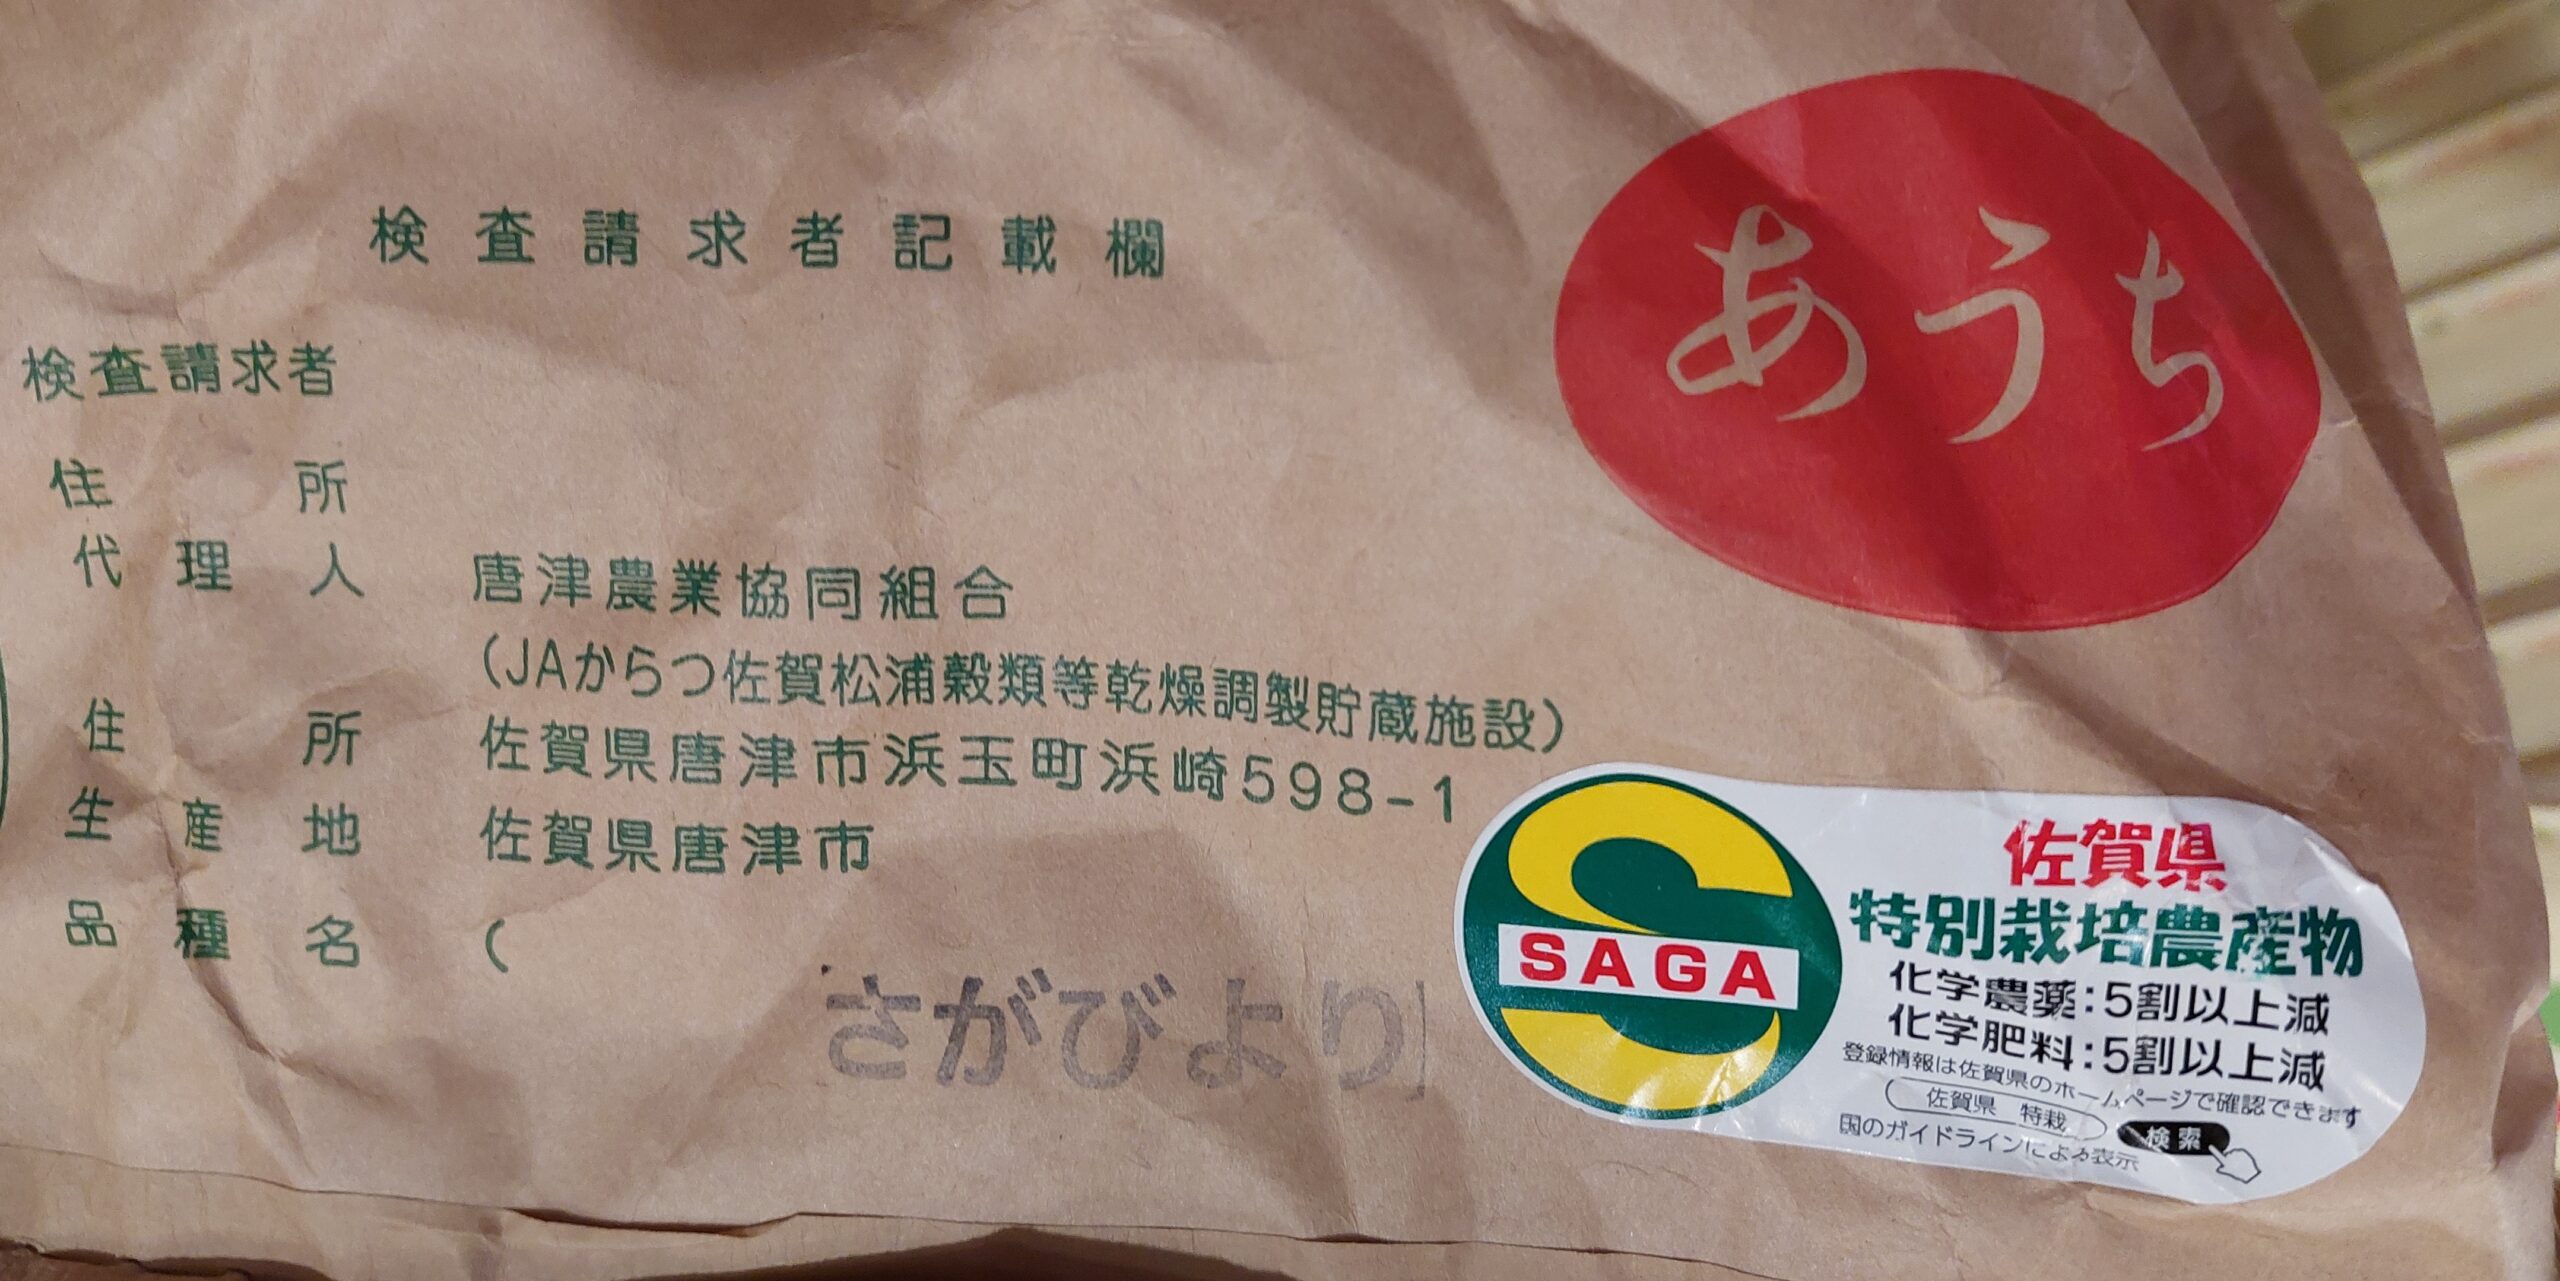 検査請求者記載欄
あうち
検査請求者
住所
代理人 唐津農業協同組合
(JAからつ佐賀松浦穀類等乾燥調製貯蔵施設)
住所 佐賀県唐津市浜玉町浜崎598-1
生産地 佐賀県唐津市
品種名 (
さがびより
SAGA
佐賀県
特別栽培農産物
化学農薬:5割以上減
化学肥料:5割以上減
登録情報は佐賀県のホームページで確認できます
佐賀県 特栽 検索
国のガイドラインによる表示